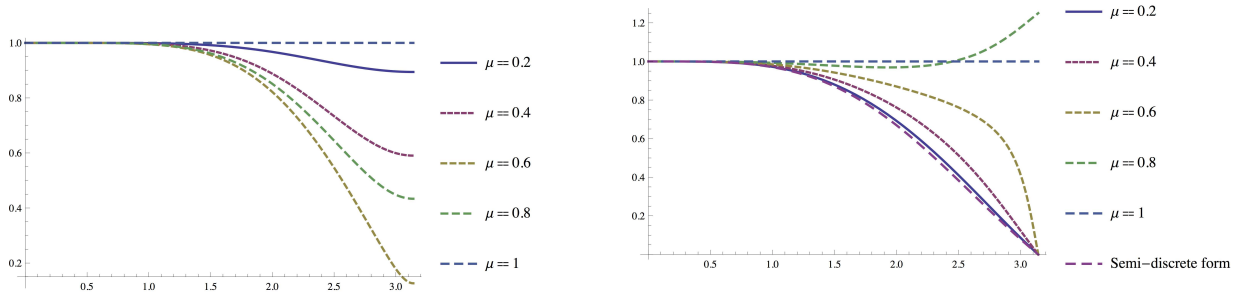 1.0
0.8
0.6
0.4
0.2
0.5 1.0 1.5 2.0 2.5 3.0
μ == 0.2
μ == 0.4
μ == 0.6
μ == 0.8
μ == 1
1.2
1.0
0.8
0.6
0.4
0.2
0.5 1.0 1.5 2.0 2.5 3.0
μ == 0.2
μ == 0.4
μ == 0.6
μ == 0.8
μ == 1
Semi-discrete form